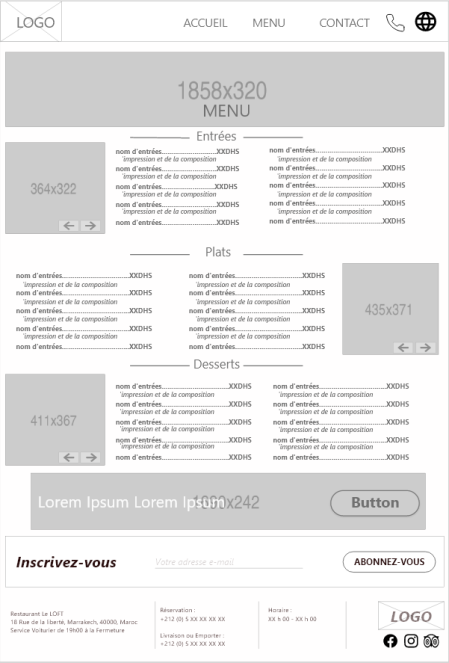 LOGO ACCUEIL MENU CONTACT
1858x320
MENU
Entrées
364x322
nom d'entrées.............................XXDHS
'impression et de la composition
nom d'entrées.............................XXDHS
'impression et de la composition
nom d'entrées.............................XXDHS
'impression et de la composition
nom d'entrées.............................XXDHS
'impression et de la composition
nom d'entrées.............................XXDHS
nom d'entrées.............................XXDHS
'impression et de la composition
nom d'entrées.............................XXDHS
'impression et de la composition
nom d'entrées.............................XXDHS
'impression et de la composition
nom d'entrées.............................XXDHS
'impression et de la composition
nom d'entrées.............................XXDHS
Plats
nom d'entrées.............................XXDHS
'impression et de la composition
nom d'entrées.............................XXDHS
'impression et de la composition
nom d'entrées.............................XXDHS
'impression et de la composition
nom d'entrées.............................XXDHS
'impression et de la composition
nom d'entrées.............................XXDHS
nom d'entrées.............................XXDHS
'impression et de la composition
nom d'entrées.............................XXDHS
'impression et de la composition
nom d'entrées.............................XXDHS
'impression et de la composition
nom d'entrées.............................XXDHS
'impression et de la composition
nom d'entrées.............................XXDHS
435x371
Desserts
411x367
nom d'entrées.............................XXDHS
'impression et de la composition
nom d'entrées.............................XXDHS
'impression et de la composition
nom d'entrées.............................XXDHS
'impression et de la composition
nom d'entrées.............................XXDHS
'impression et de la composition
nom d'entrées.............................XXDHS
nom d'entrées.............................XXDHS
'impression et de la composition
nom d'entrées.............................XXDHS
'impression et de la composition
nom d'entrées.............................XXDHS
'impression et de la composition
nom d'entrées.............................XXDHS
'impression et de la composition
nom d'entrées.............................XXDHS
Lorem Ipsum Lorem Ipsum
x242
Button
Inscrivez-vous
Votre adresse e-mail
ABONNEZ-VOUS
Restaurant Le LOFT
18 Rue de la liberté, Marrakech, 40000, Maroc
Service Voiturier de 19h00 à la Fermeture
Réservation :
+212 (0) 5 XX XX XX XX
Livraison ou Emporter :
+212 (0) 5 XX XX XX XX
Horaire :
XX h 00 - XX h 00
LOGO